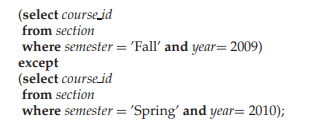 (select course_id
from section
where semester = 'Fall' and year= 2009)
except
(select course_id
from section
where semester = 'Spring' and year= 2010);